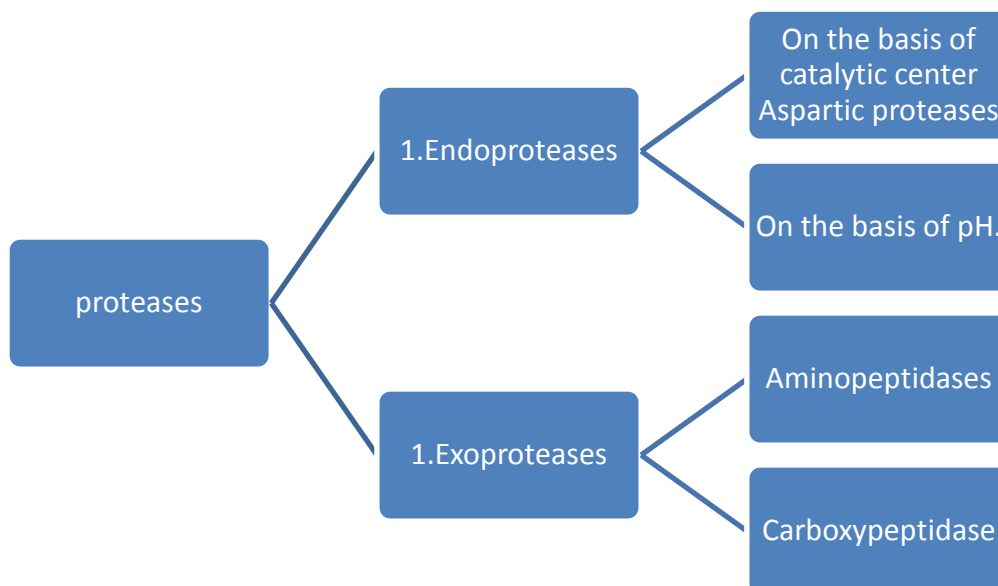 proteases
1.Endoproteases
On the basis of
catalytic center
Aspartic proteases
On the basis of pH.
1.Exoproteases
Aminopeptidases
Carboxypeptidase